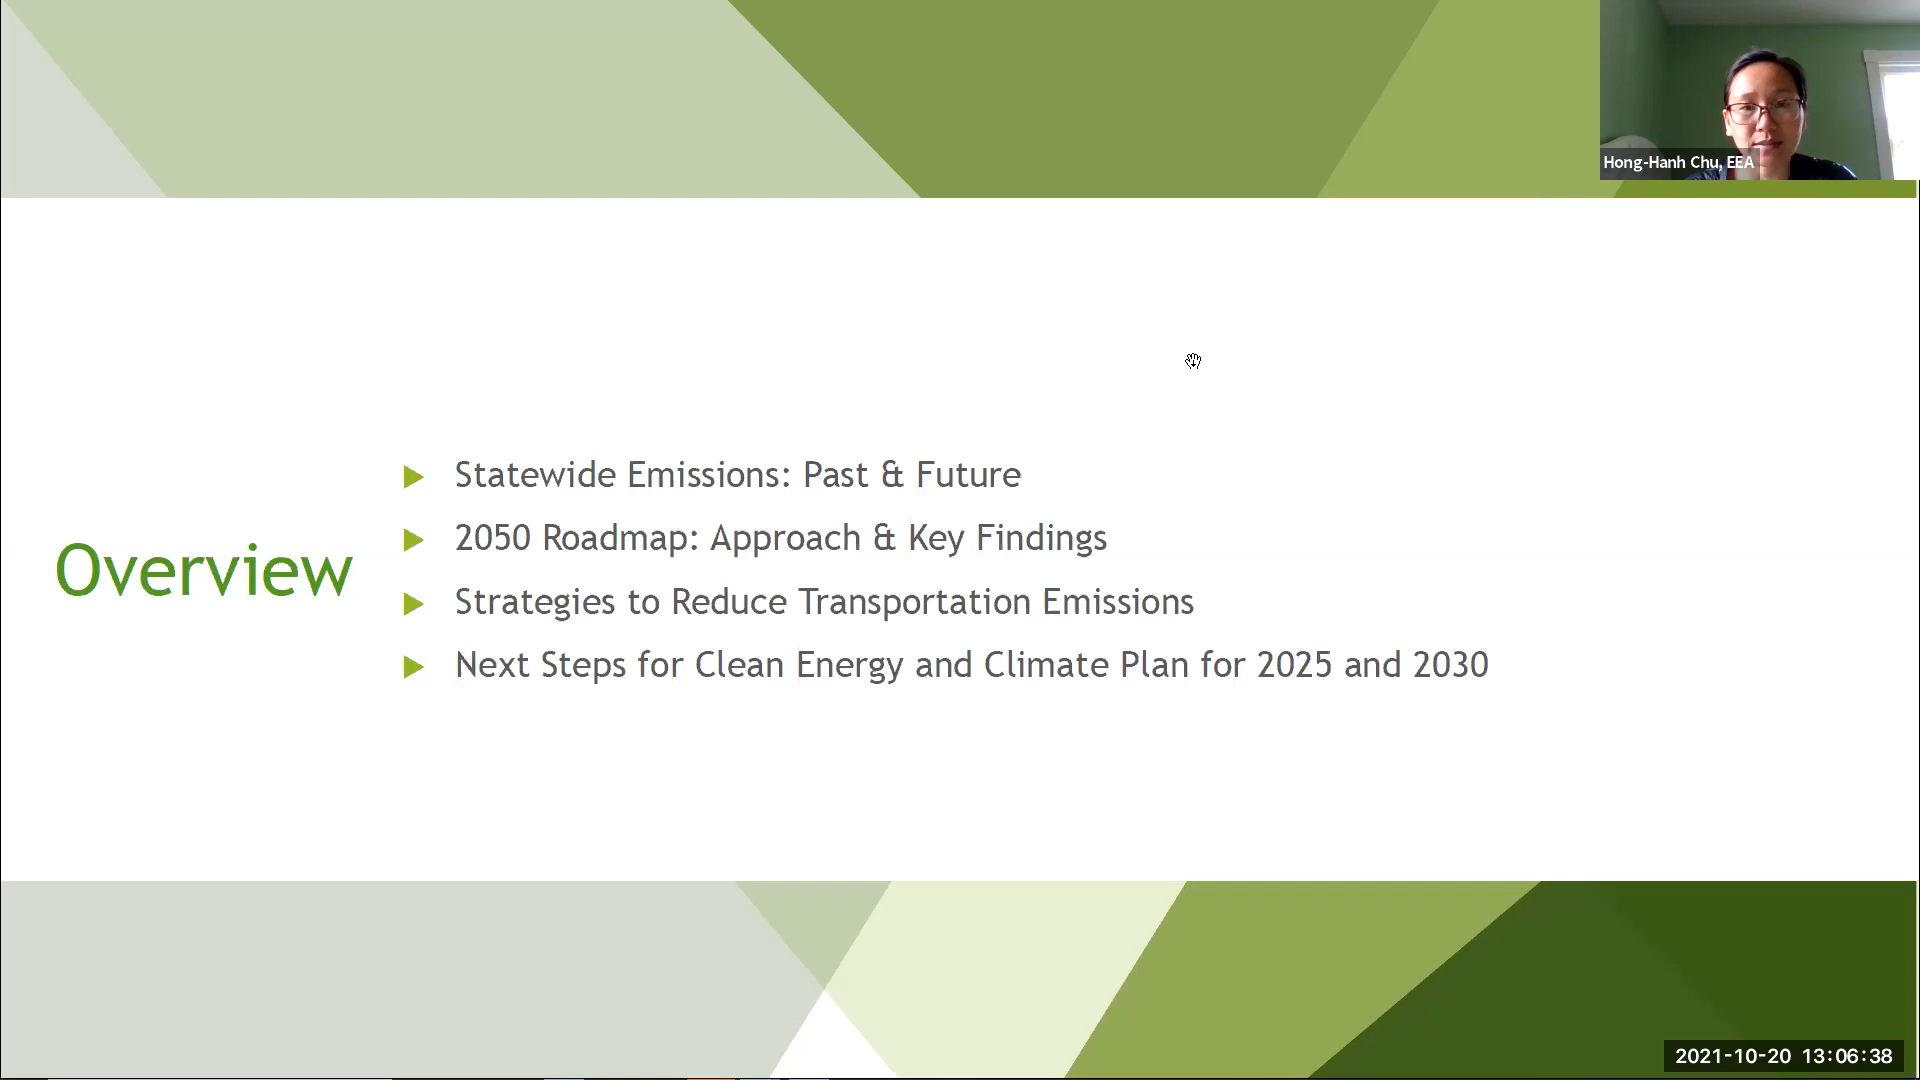 Hong-Hanh Chu, EEA
Overview
Statewide Emissions: Past & Future
2050 Roadmap: Approach & Key Findings
Strategies to Reduce Transportation Emissions
Next Steps for Clean Energy and Climate Plan for 2025 and 2030
2021-10-20 13:06:38